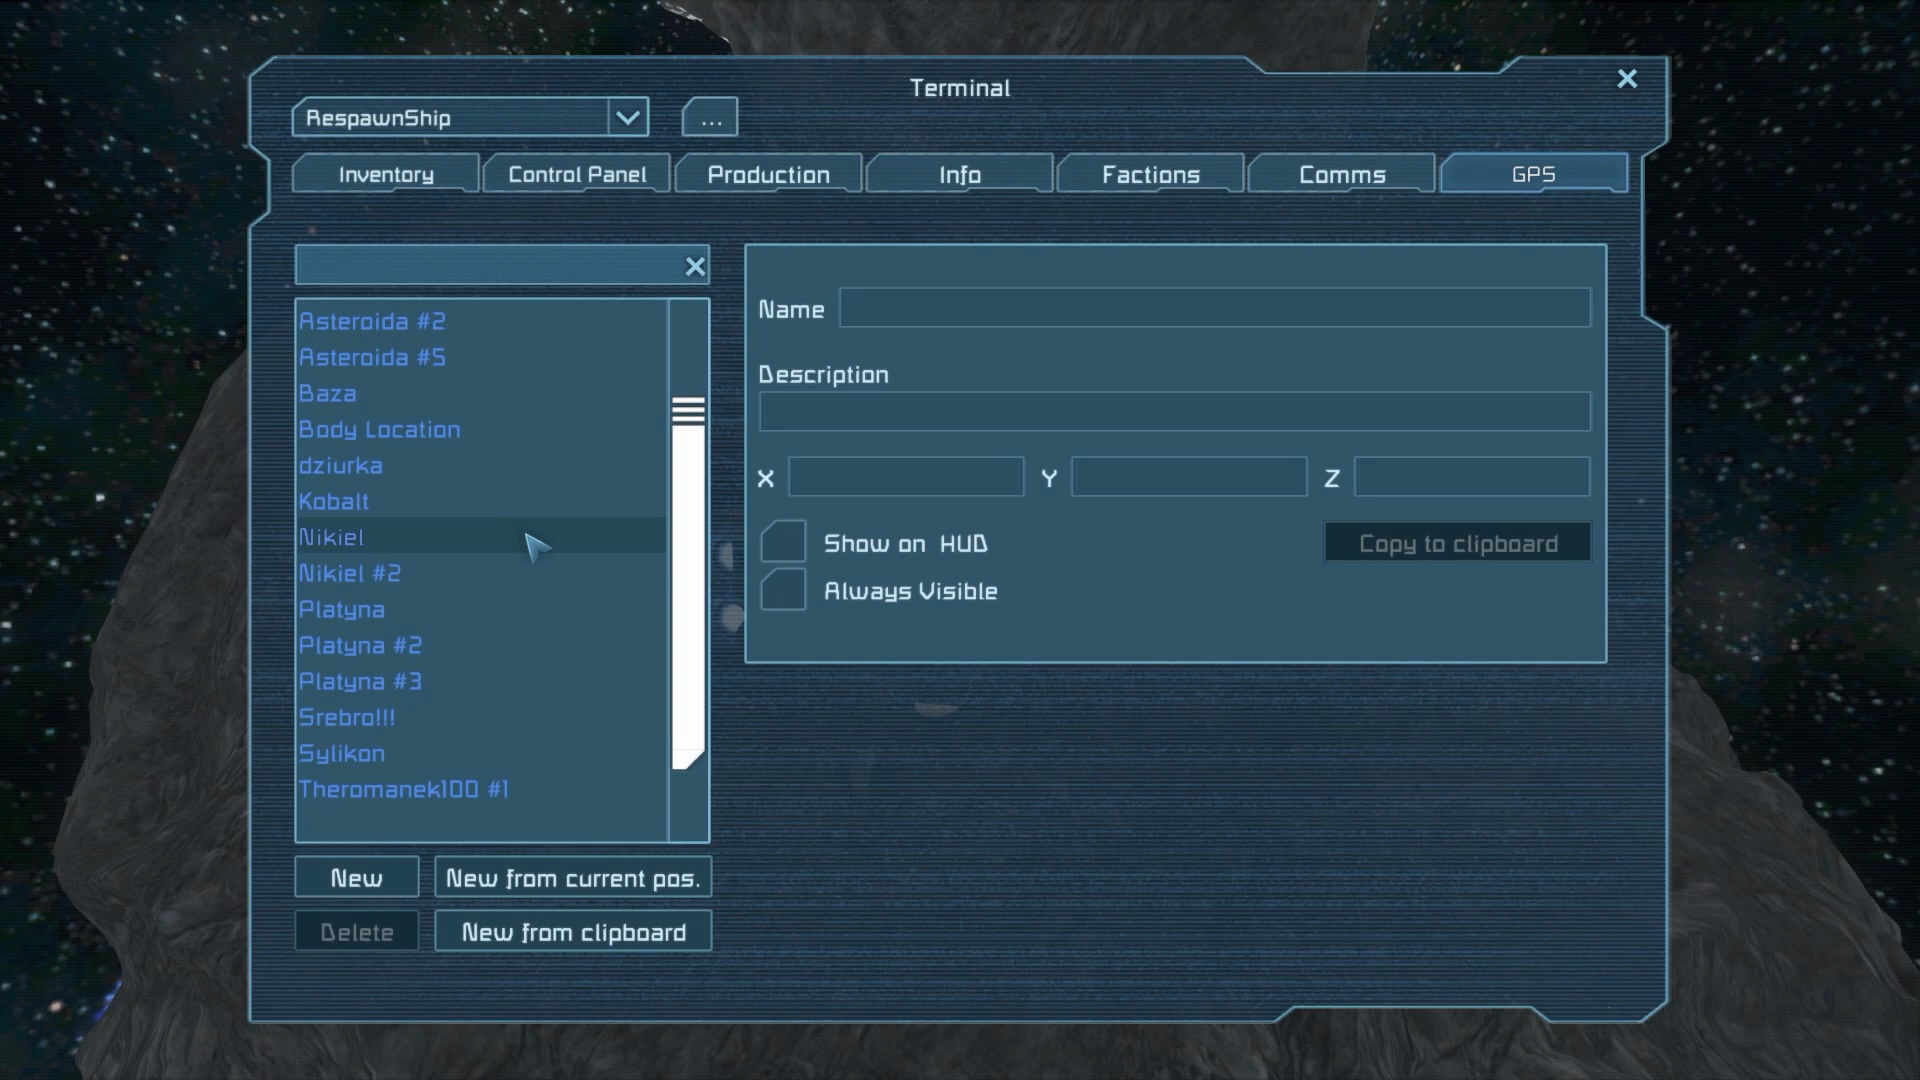 Terminal
RespawnShip
...
Inventory
Control Panel
Production
Info
Factions
Comms
GPS
Asteroida #2
Asteroida #5
Baza
Body Location
dziurka
Kobalt
Nikiel
Nikiel #2
Platyna
Platyna #2
Platyna #3
Srebro!!!
Sylikon
Theromanek100 #1
New
New from current pos.
Delete
New from clipboard
Name
Description
X
Y
Z
Show on HUD
Copy to clipboard
Always Visible